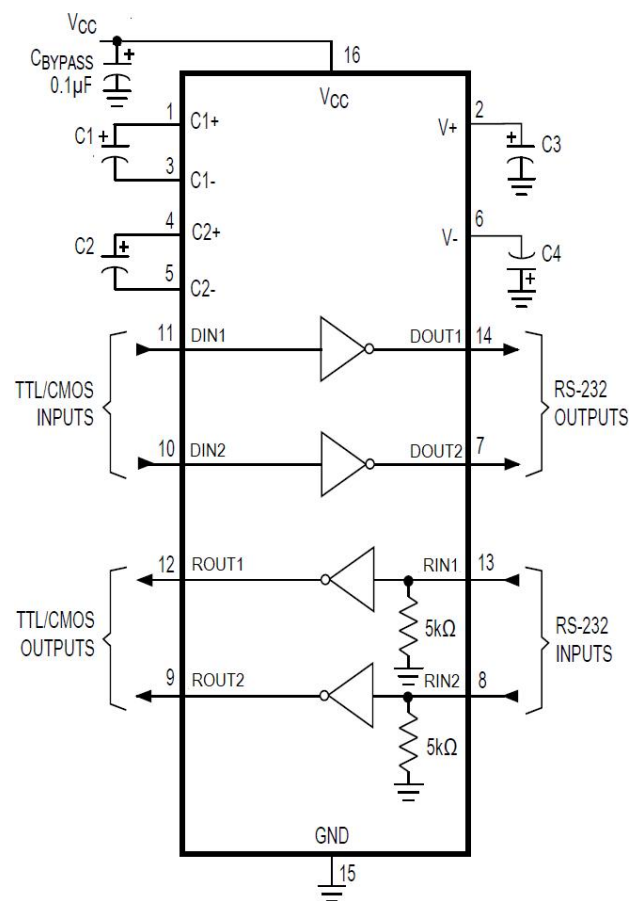 VCC
CBYPASS
0.1µF
16
VCC
1
C1+
C1
+
3
C1-
2
V+
+
C3
4
C2+
C2
+
5
C2-
6
V-
C4
+
11
DIN1
DOUT1
14
TTL/CMOS
INPUTS
RS-232
OUTPUTS
10
DIN2
DOUT2
7
12
ROUT1
RIN1
13
5kΩ
TTL/CMOS
OUTPUTS
RS-232
INPUTS
9
ROUT2
RIN2
8
5kΩ
GND
15
+